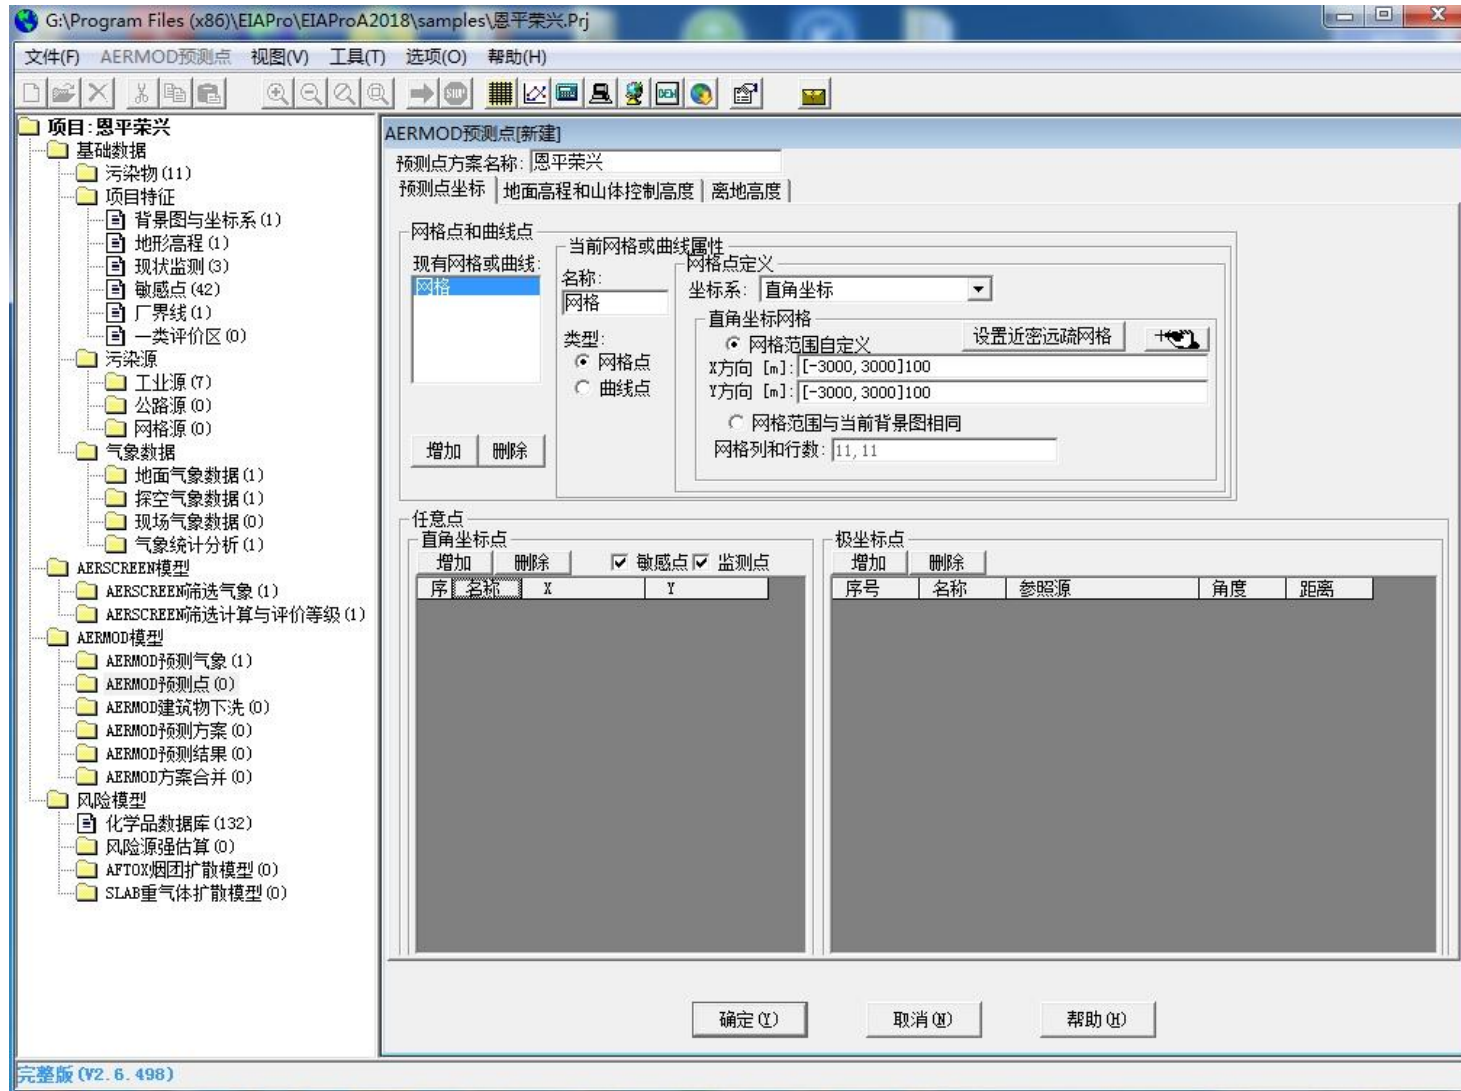 G:\Program Files (x86)\EIAPro\EIAProA2018\samples\恩平荣兴.Prj
文件(F) AERMOD预测点 视图(V) 工具(T) 选项(O) 帮助(H)
项目:恩平荣兴
基础数据
污染物(11)
项目特征
背景图与坐标系(1)
地形高程(1)
现状监测(3)
敏感点(42)
厂界线(1)
一类评价区(0)
污染源
工业源(7)
公路源(0)
网格源(0)
气象数据
地面气象数据(1)
探空气象数据(1)
现场气象数据(0)
气象统计分析(1)
AERSCREEN模型
AERSCREEN筛选气象(1)
AERSCREEN筛选计算与评价等级(1)
AERMOD模型
AERMOD预测气象(1)
AERMOD预测点(0)
AERMOD建筑物下洗(0)
AERMOD预测方案(0)
AERMOD预测结果(0)
AERMOD方案合并(0)
风险模型
化学品数据库(132)
风险源强估算(0)
AFTOX烟团扩散模型(0)
SLAB重气体扩散模型(0)
AERMOD预测点[新建]
预测点方案名称: 恩平荣兴
预测点坐标 地面高程和山体控制高度 离地高度
网格点和曲线点
现有网格或曲线:
网格
增加 删除
当前网格或曲线属性
名称:
网格
类型:
网格点
曲线点
网格点定义
坐标系: 直角坐标
直角坐标网格
网格范围自定义 设置近密远疏网格
X方向 [m]: [-3000,3000]100
Y方向 [m]: [-3000,3000]100
网格范围与当前背景图相同
网格列和行数: 11,11
任意点
直角坐标点
增加 删除 敏感点 监测点
序 名称 X Y
极坐标点
增加 删除
序号 名称 参照源 角度 距离
确定(Y) 取消(N) 帮助(H)
完整版(V2.6.498)